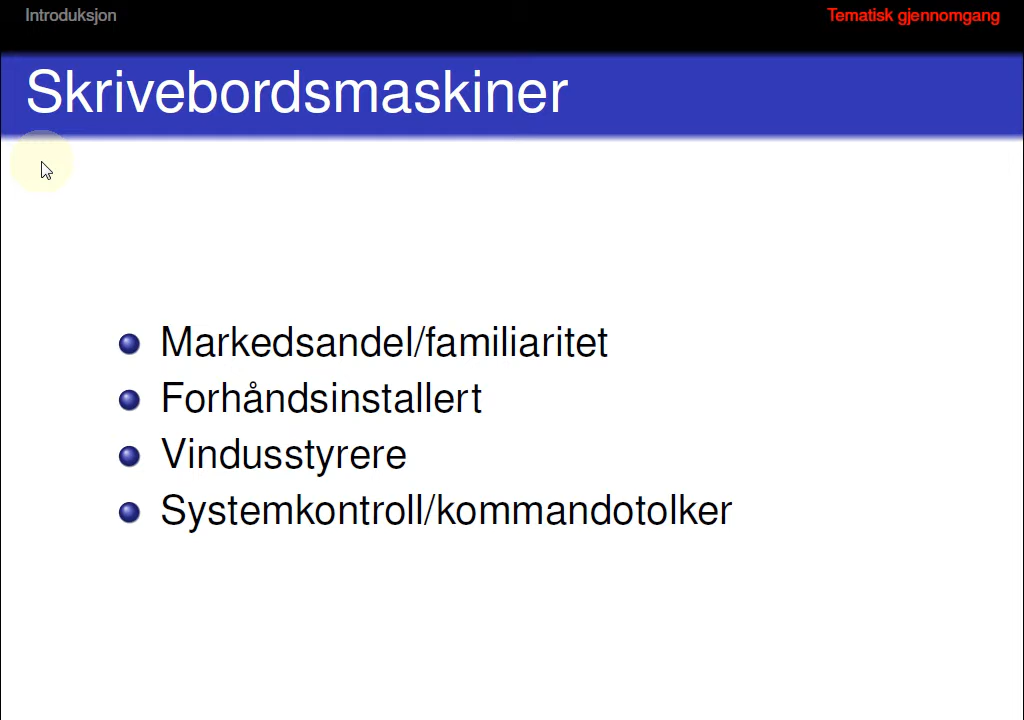 Introduksjon
Tematisk gjennomgang
Skrivebordsmaskiner
Markedsandel/familiaritet
Forhåndsinstallert
Vindusstyrere
Systemkontroll/kommandotolker